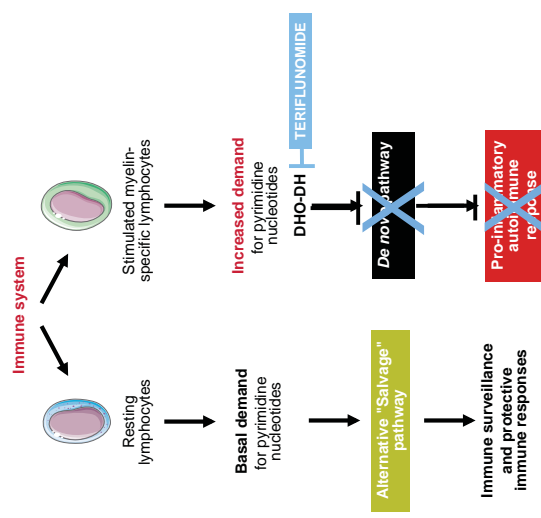 Immune system
Resting
lymphocytes
Stimulated myelin-
specific lymphocytes
Basal demand
for pyrimidine
nucleotides
Increased demand
for pyrimidine
nucleotides
DHO-DH
TERIFLUNOMIDE
Alternative "Salvage"
pathway
De novo pathway
Immune surveillance
and protective
immune responses
Pro-inflammatory
autoimmune
response